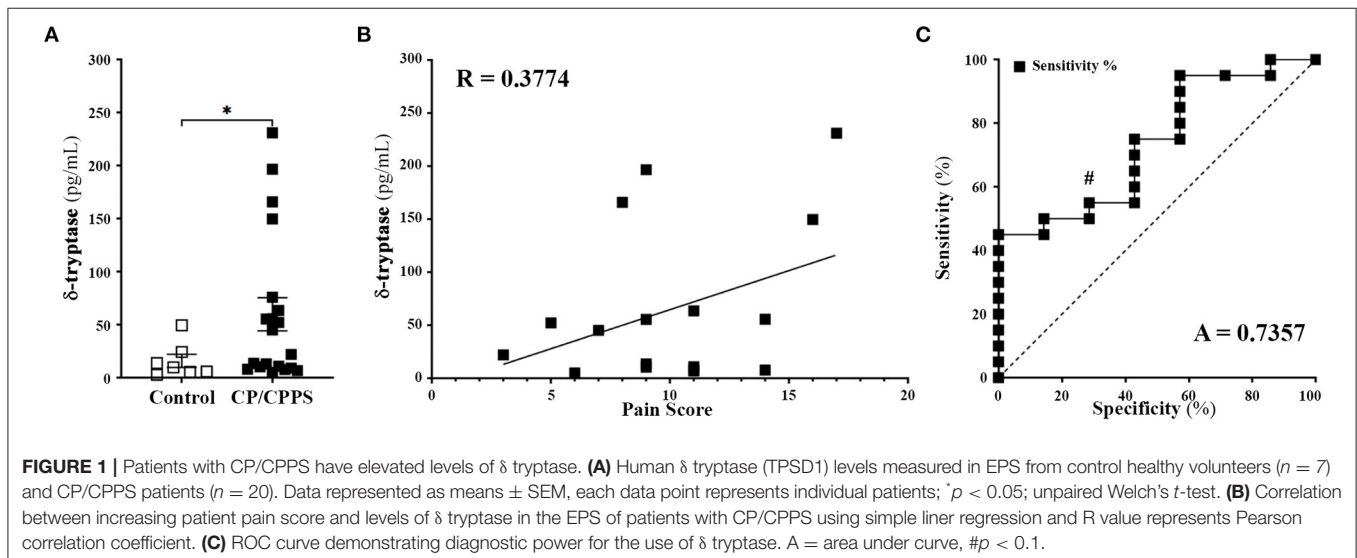 A
300
250
200
150
100
50
0
δ-tryptase (pg/mL)
*
Control
CP/CPPS
B
300
250
200
150
100
50
0
δ-tryptase (pg/mL)
R = 0.3774
0
5
10
15
20
Pain Score
C
100
80
60
40
20
0
Sensitivity (%)
Sensitivity %
#
A = 0.7357
0
20
40
60
80
100
Specificity (%)
FIGURE 1 | Patients with CP/CPPS have elevated levels of δ tryptase. (A) Human δ tryptase (TPSD1) levels measured in EPS from control healthy volunteers (n = 7)
and CP/CPPS patients (n = 20). Data represented as means ± SEM, each data point represents individual patients; *p < 0.05; unpaired Welch's t-test. (B) Correlation
between increasing patient pain score and levels of δ tryptase in the EPS of patients with CP/CPPS using simple liner regression and R value represents Pearson
correlation coefficient. (C) ROC curve demonstrating diagnostic power for the use of δ tryptase. A = area under curve, #p < 0.1.